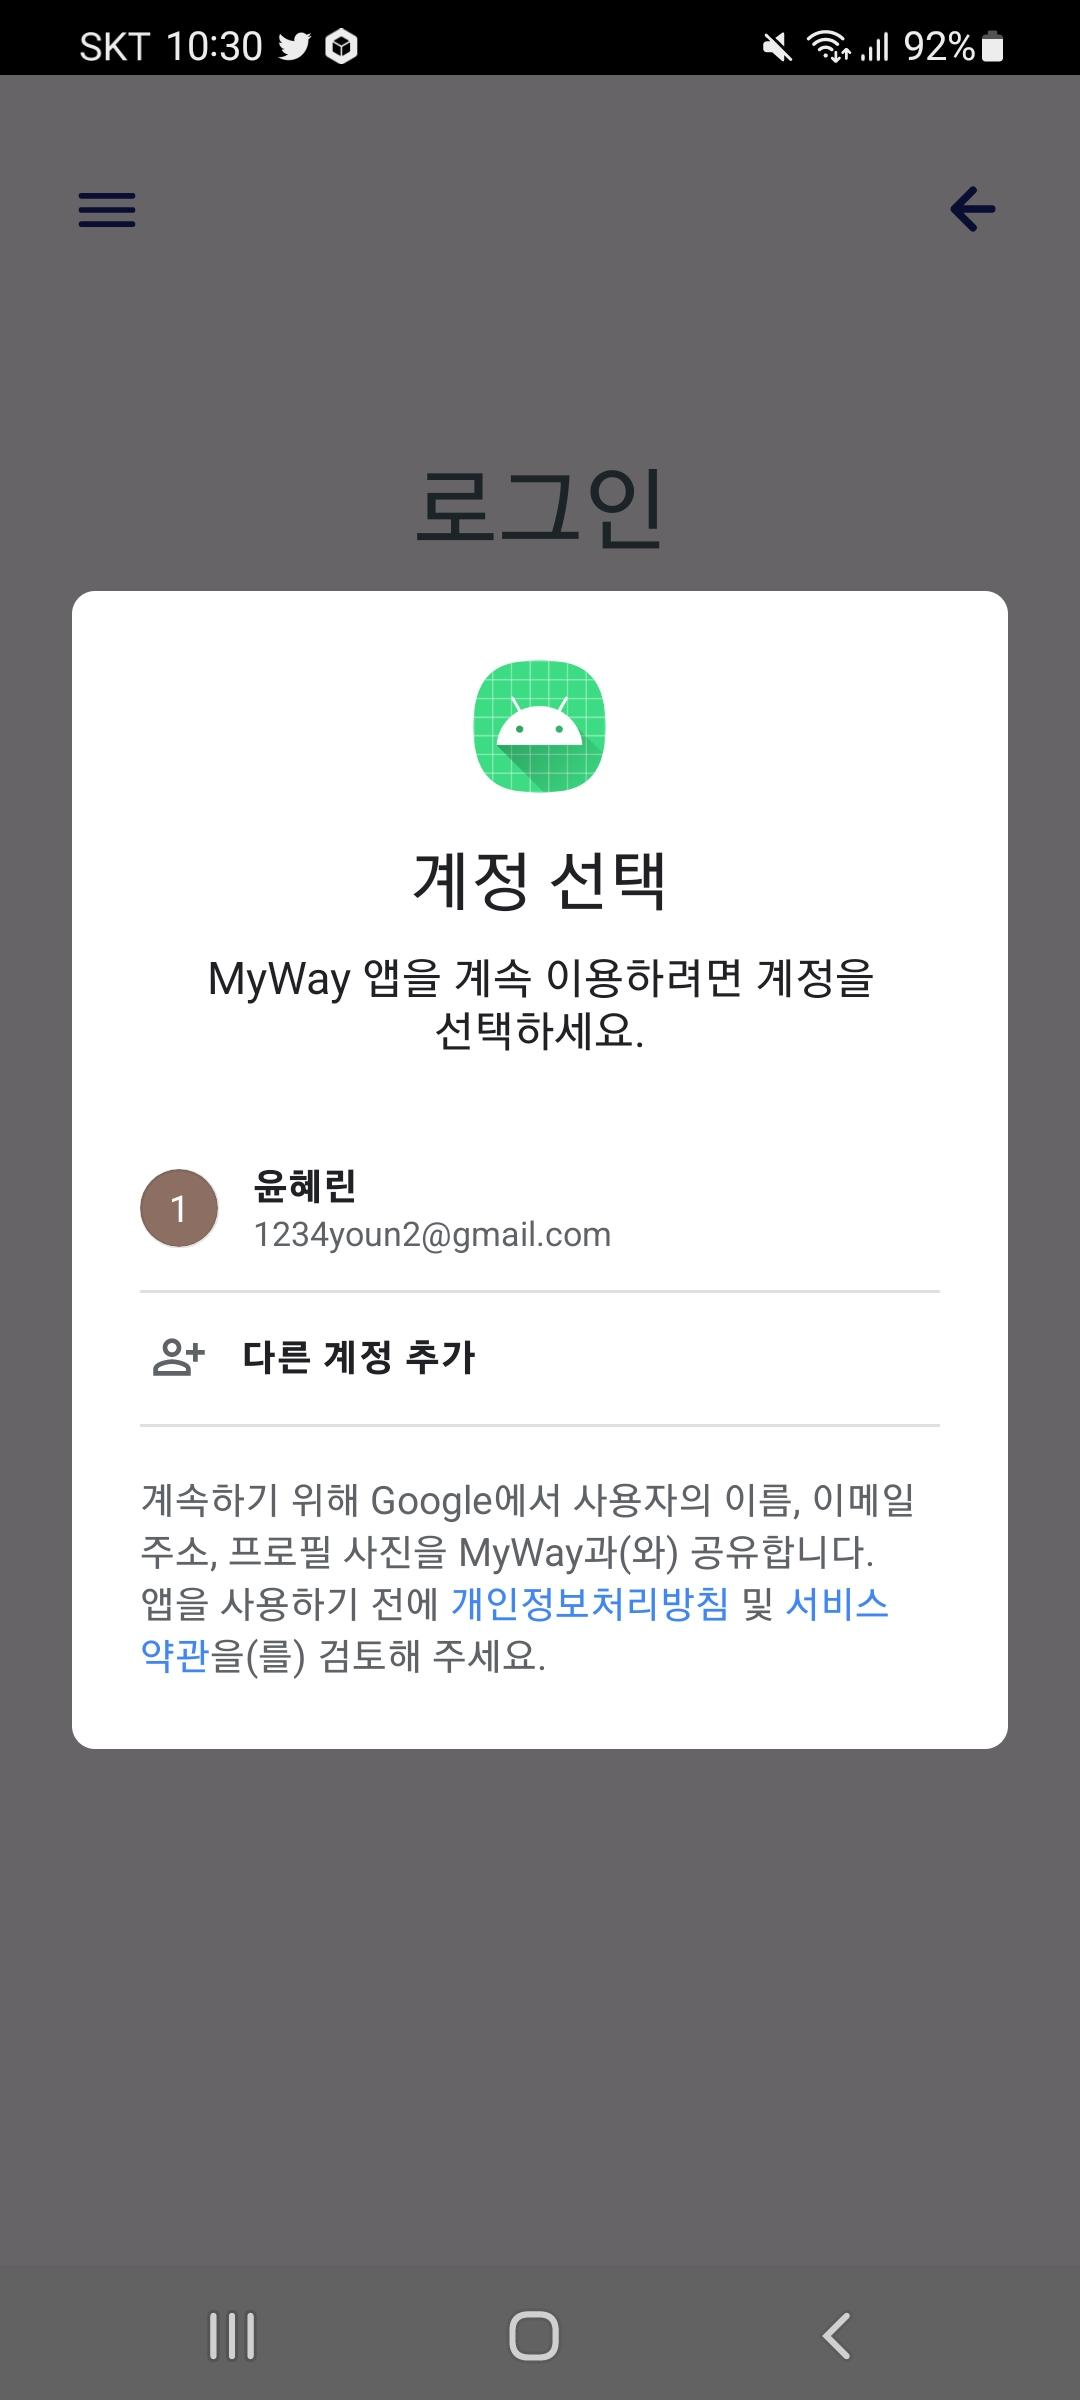 SKT 10:30 92%
로그인
계정 선택
MyWay 앱을 계속 이용하려면 계정을
선택하세요.
1 윤혜린
1234youn2@gmail.com
다른 계정 추가
계속하기 위해 Google에서 사용자의 이름, 이메일
주소, 프로필 사진을 MyWay과(와) 공유합니다.
앱을 사용하기 전에 개인정보처리방침 및 서비스
약관을(를) 검토해 주세요.